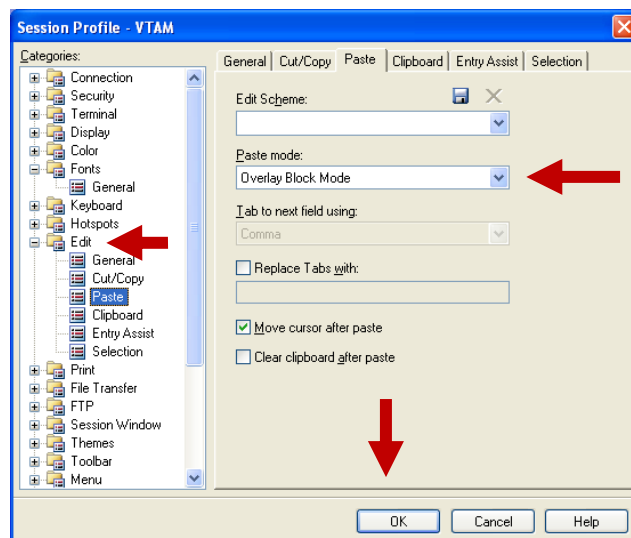 Session Profile - VTAM
Categories:
Connection
Security
Terminal
Display
Color
Fonts
General
Keyboard
Hotspots
Edit
General
Cut/Copy
Paste
Clipboard
Entry Assist
Selection
Print
File Transfer
FTP
Session Window
Themes
Toolbar
Menu
General Cut/Copy Paste Clipboard Entry Assist Selection
Edit Scheme:
Paste mode:
Overlay Block Mode
Tab to next field using:
Comma
Replace Tabs with:
Move cursor after paste
Clear clipboard after paste
OK Cancel Help